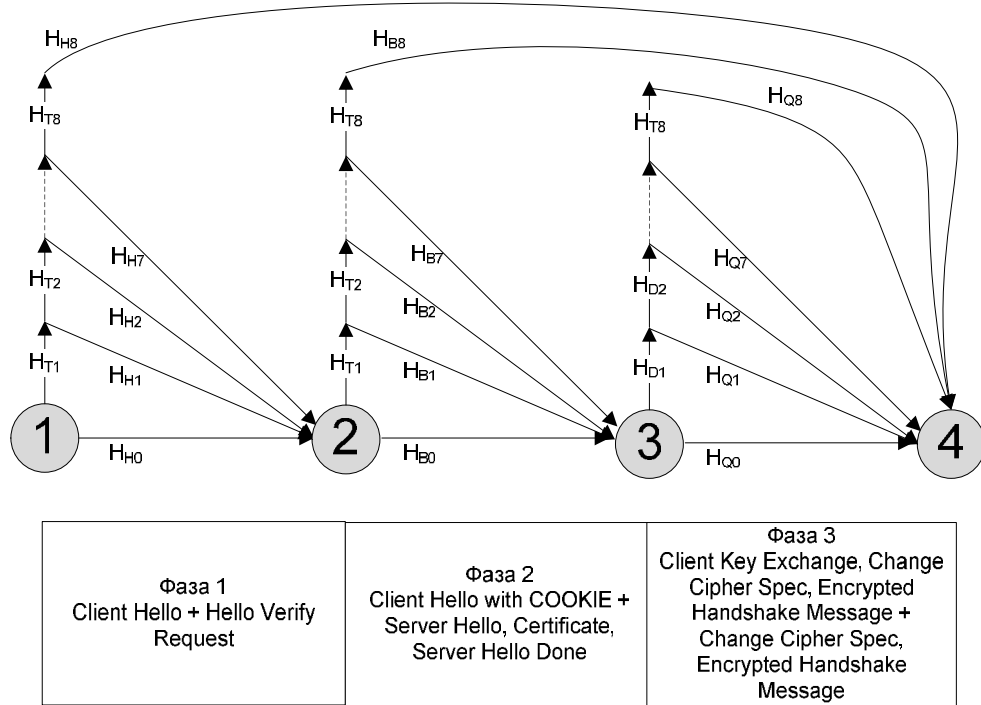 H_H8
H_B8
H_Q8
H_T8
H_T8
H_T8
H_H7
H_B7
H_Q7
H_T2
H_T2
H_D2
H_H2
H_B2
H_Q2
H_T1
H_H1
H_T1
H_B1
H_D1
H_Q1
1
2
3
4
H_H0
H_B0
H_Q0
Фаза 1
Client Hello + Hello Verify
Request
Фаза 2
Client Hello with COOKIE +
Server Hello, Certificate,
Server Hello Done
Фаза 3
Client Key Exchange, Change
Cipher Spec, Encrypted
Handshake Message +
Change Cipher Spec,
Encrypted Handshake
Message